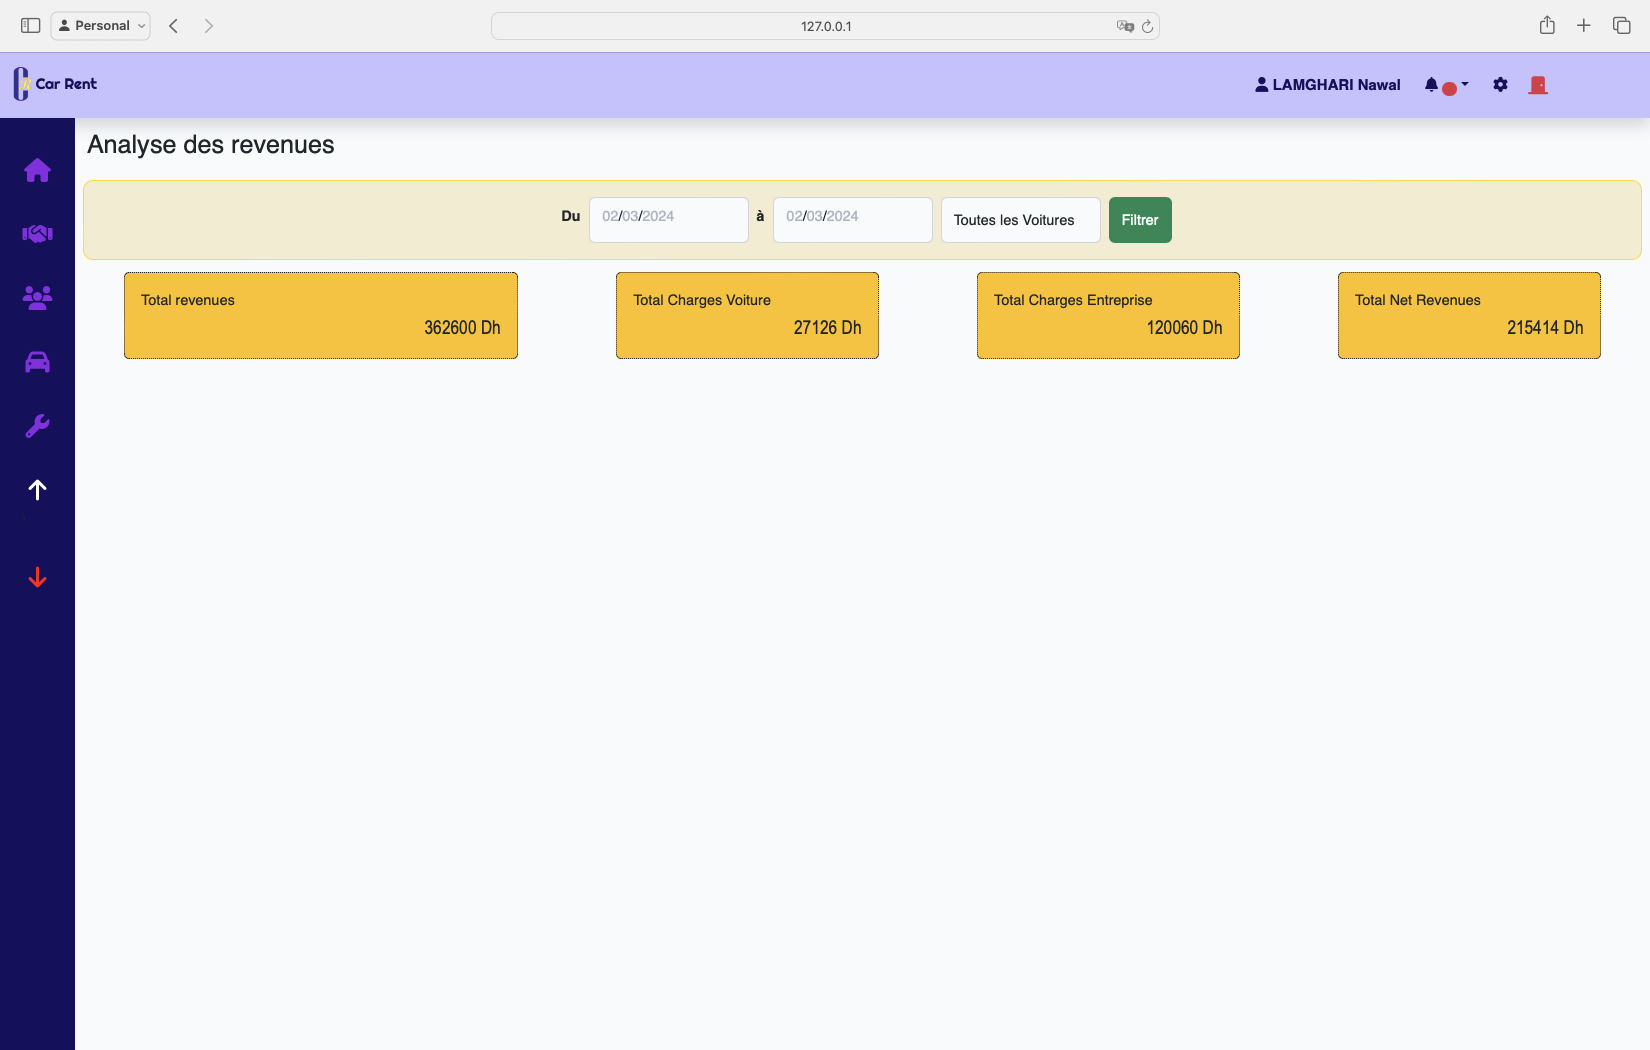 Personal
127.0.0.1
Car Rent
LAMGHARI Nawal
Analyse des revenues
Du 02/03/2024 à 02/03/2024 Toutes les Voitures Filtrer
Total revenues
362600 Dh
Total Charges Voiture
27126 Dh
Total Charges Entreprise
120060 Dh
Total Net Revenues
215414 Dh